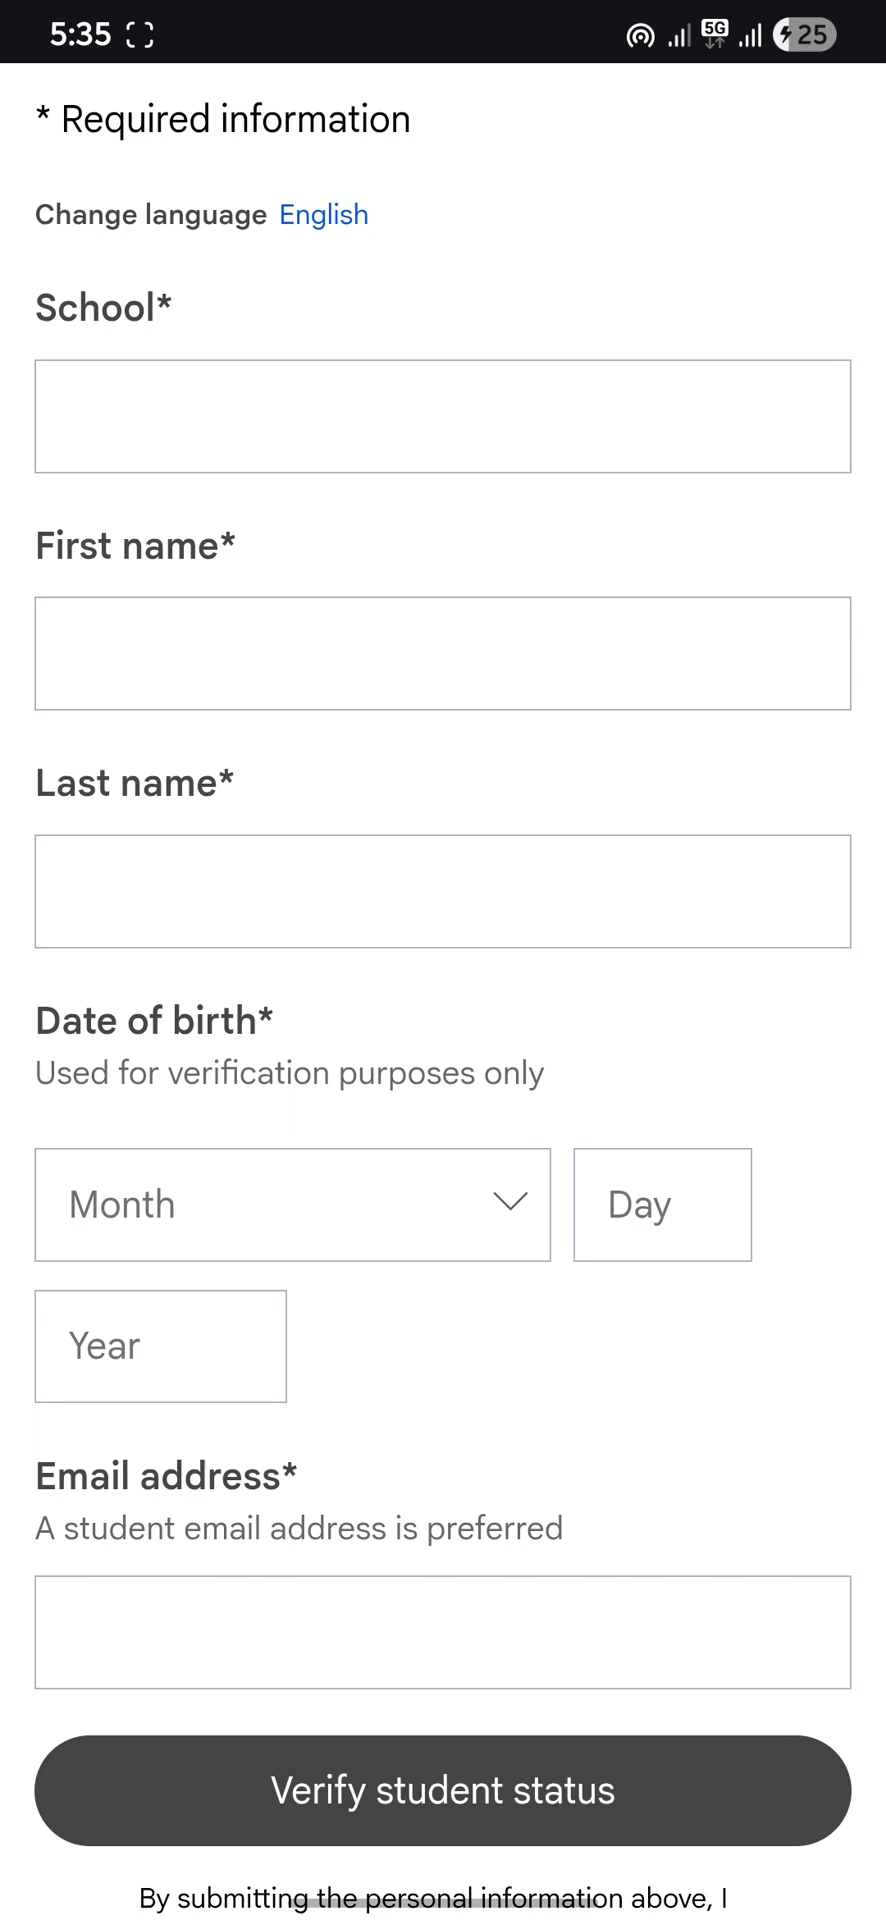 5:35
5G
25
* Required information
Change language English
School*
First name*
Last name*
Date of birth*
Used for verification purposes only
Month
Day
Year
Email address*
A student email address is preferred
Verify student status
By submitting the personal information above, I